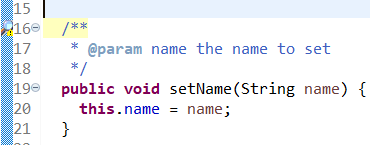 15
16 /**
17 * @param name the name to set
18 */
19 public void setName(String name) {
20 this.name = name;
21 }